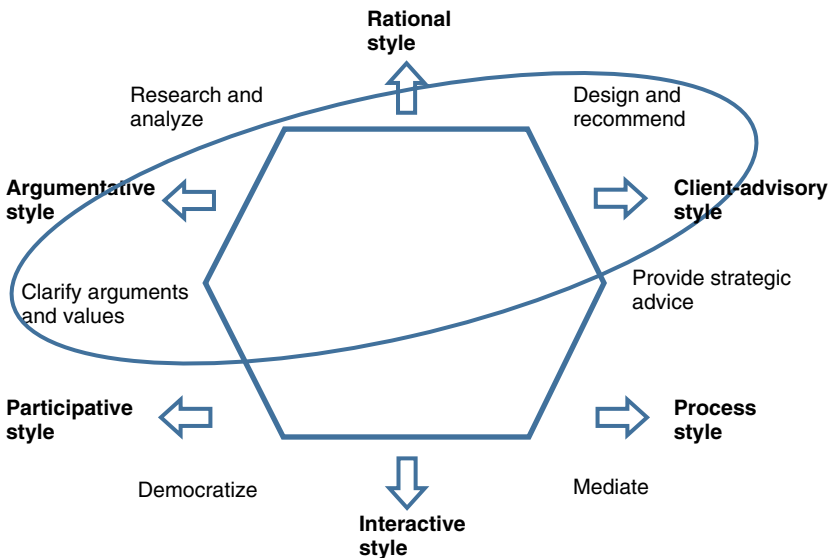 Rational
style
Research and
analyze
Design and
recommend
Argumentative
style
Client-advisory
style
Clarify arguments
and values
Provide strategic
advice
Participative
style
Process
style
Democratize
Mediate
Interactive
style